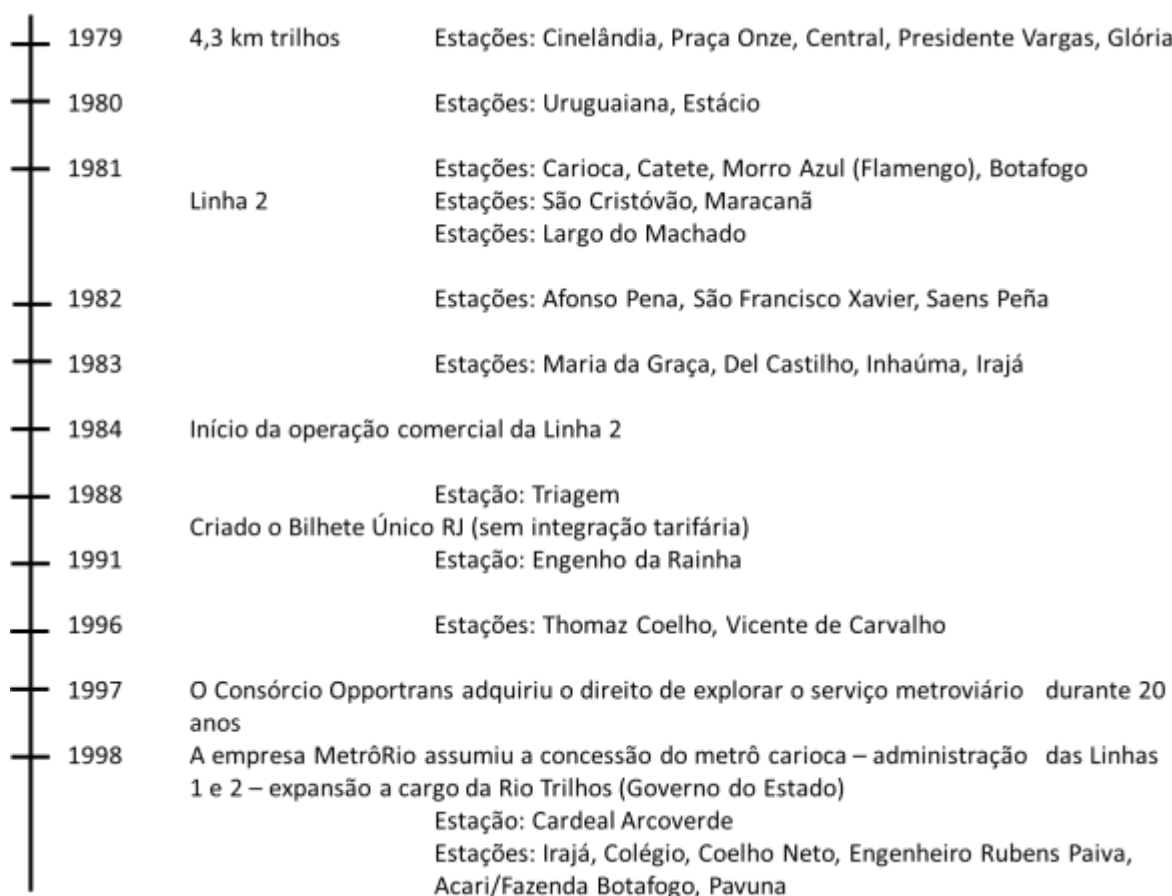 1979 4,3 km trilhos Estações: Cinelândia, Praça Onze, Central, Presidente Vargas, Glória
1980 Estações: Uruguaiana, Estácio
1981 Estações: Carioca, Catete, Morro Azul (Flamengo), Botafogo
Linha 2 Estações: São Cristóvão, Maracanã
Estações: Largo do Machado
1982 Estações: Afonso Pena, São Francisco Xavier, Saens Peña
1983 Estações: Maria da Graça, Del Castilho, Inhaúma, Irajá
1984 Início da operação comercial da Linha 2
1988 Estação: Triagem
Criado o Bilhete Único RJ (sem integração tarifária)
1991 Estação: Engenho da Rainha
1996 Estações: Thomaz Coelho, Vicente de Carvalho
1997 O Consórcio Opportrans adquiriu o direito de explorar o serviço metroviário durante 20
anos
1998 A empresa MetrôRio assumiu a concessão do metrô carioca – administração das Linhas
1 e 2 – expansão a cargo da Rio Trilhos (Governo do Estado)
Estação: Cardeal Arcoverde
Estações: Irajá, Colégio, Coelho Neto, Engenheiro Rubens Paiva,
Acari/Fazenda Botafogo, Pavuna